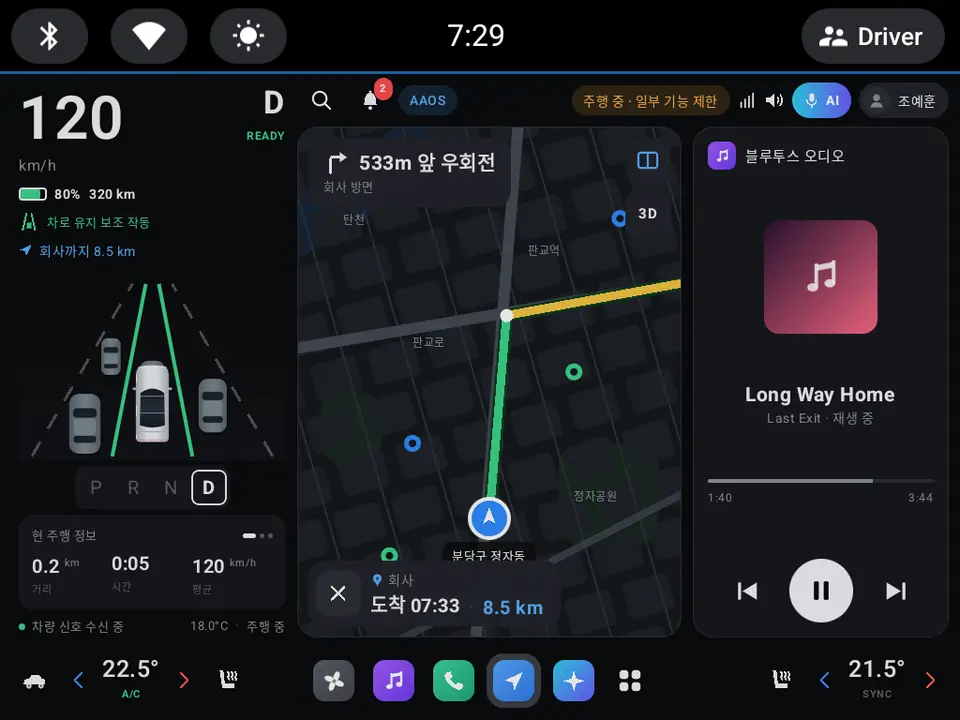 7:29
Driver
120
D
READY
km/h
80% 320 km
차로 유지 보조 작동
회사까지 8.5 km
P R N D
현 주행 정보
0.2 km
거리
0:05
시간
120 km/h
평균
차량 신호 수신 중
18.0°C · 주행 중
2
AAOS
주행 중 · 일부 기능 제한
AI
조예훈
533m 앞 우회전
회사 방면
3D
탄천
판교역
판교로
정자공원
분당구 정자동
회사
도착 07:33 · 8.5 km
블루투스 오디오
Long Way Home
Last Exit · 재생 중
1:40
3:44
22.5°
A/C
21.5°
SYNC